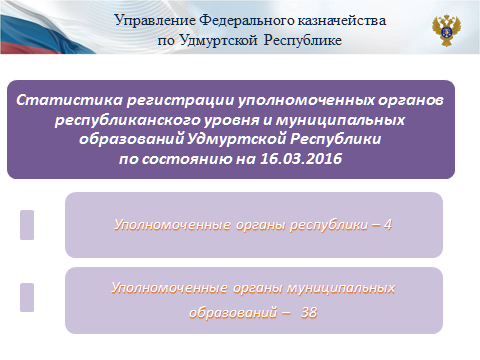 Управление Федерального казначейства
по Удмуртской Республике
Статистика регистрации уполномоченных органов
республиканского уровня и муниципальных
образований Удмуртской Республики
по состоянию на 16.03.2016
Уполномоченные органы республики – 4
Уполномоченные органы муниципальных
образований – 38